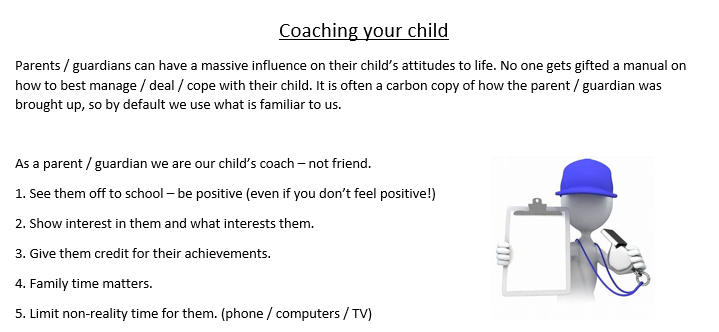 Coaching your child
Parents / guardians can have a massive influence on their child’s attitudes to life. No one gets gifted a manual on
how to best manage / deal / cope with their child. It is often a carbon copy of how the parent / guardian was
brought up, so by default we use what is familiar to us.
As a parent / guardian we are our child’s coach – not friend.
1. See them off to school – be positive (even if you don’t feel positive!)
2. Show interest in them and what interests them.
3. Give them credit for their achievements.
4. Family time matters.
5. Limit non-reality time for them. (phone / computers / TV)